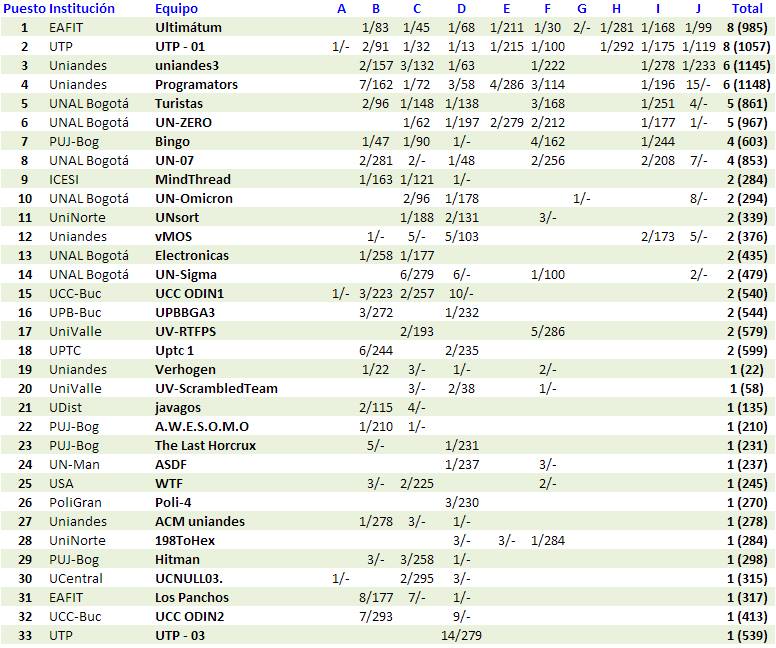 Puesto Institución Equipo A B C D E F G H I J Total
1 EAFIT Ultimátum 1/83 1/45 1/68 1/211 1/30 2/- 1/281 1/168 1/99 8 (985)
2 UTP UTP - 01 1/- 2/91 1/32 1/13 1/215 1/100 1/292 1/175 1/119 8 (1057)
3 Uniandes uniandes3 2/157 3/132 1/63 1/222 1/278 1/233 6 (1145)
4 Uniandes Programators 7/162 1/72 3/58 4/286 3/114 1/196 15/- 6 (1148)
5 UNAL Bogotá Turistas 2/96 1/148 1/138 3/168 1/251 4/- 5 (861)
6 UNAL Bogotá UN-ZERO 1/62 1/197 2/279 2/212 1/177 1/- 5 (967)
7 PUJ-Bog Bingo 1/47 1/90 1/- 4/162 1/244 4 (603)
8 UNAL Bogotá UN-07 2/281 2/- 1/48 2/256 2/208 7/- 4 (853)
9 ICESI MindThread 1/163 1/121 1/- 2 (284)
10 UNAL Bogotá UN-Omicron 2/96 1/178 1/- 8/- 2 (294)
11 UniNorte UNsort 1/188 2/131 3/- 2 (339)
12 Uniandes vMOS 1/- 5/- 5/103 2/173 5/- 2 (376)
13 UNAL Bogotá Electronicas 1/258 1/177 2 (435)
14 UNAL Bogotá UN-Sigma 6/279 6/- 1/100 2/- 2 (479)
15 UCC-Buc UCC ODIN1 1/- 3/223 2/257 10/- 2 (540)
16 UPB-Buc UPBBGA3 3/272 1/232 2 (544)
17 UniValle UV-RTFPS 2/193 5/286 2 (579)
18 UPTC Uptc 1 6/244 2/235 2 (599)
19 Uniandes Verhogen 1/22 3/- 1/- 2/- 1 (22)
20 UniValle UV-ScrambledTeam 3/- 2/38 1/- 1 (58)
21 UDist javagos 2/115 4/- 1 (135)
22 PUJ-Bog A.W.E.S.O.M.O 1/210 1/- 1 (210)
23 PUJ-Bog The Last Horcrux 5/- 1/231 1 (231)
24 UN-Man ASDF 1/237 3/- 1 (237)
25 USA WTF 3/- 2/225 2/- 1 (245)
26 PoliGran Poli-4 3/230 1 (270)
27 Uniandes ACM uniandes 1/278 3/- 1/- 1 (278)
28 UniNorte 198ToHex 3/- 3/- 1/284 1 (284)
29 PUJ-Bog Hitman 3/- 3/258 1/- 1 (298)
30 UCentral UCNULL03. 1/- 2/295 3/- 1 (315)
31 EAFIT Los Panchos 8/177 7/- 1/- 1 (317)
32 UCC-Buc UCC ODIN2 7/293 9/- 1 (413)
33 UTP UTP - 03 14/279 1 (539)